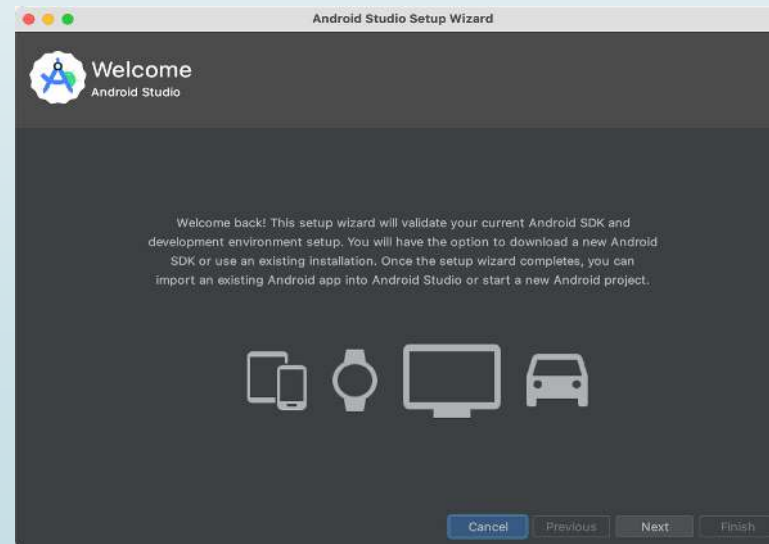 Android Studio Setup Wizard
Welcome
Android Studio
Welcome back! This setup wizard will validate your current Android SDK and
development environment setup. You will have the option to download a new Android
SDK or use an existing installation. Once the setup wizard completes, you can
import an existing Android app into Android Studio or start a new Android project.
Cancel Previous Next Finish